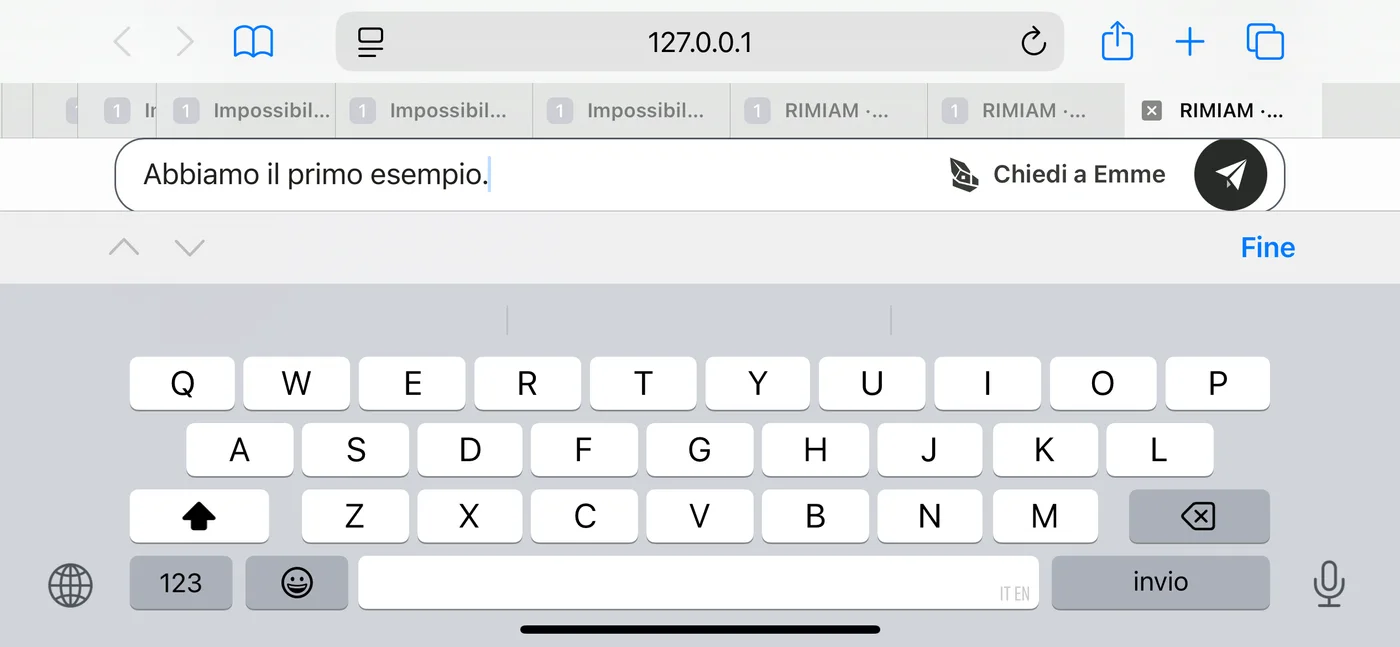 127.0.0.1
1 1 Impossibil... 1 Impossibil... 1 Impossibil... 1 RIMIAM ·... 1 RIMIAM ·... RIMIAM ·...
Abbiamo il primo esempio. Chiedi a Emme
Fine
Q W E R T Y U I O P
A S D F G H J K L
Z X C V B N M
123 IT EN invio